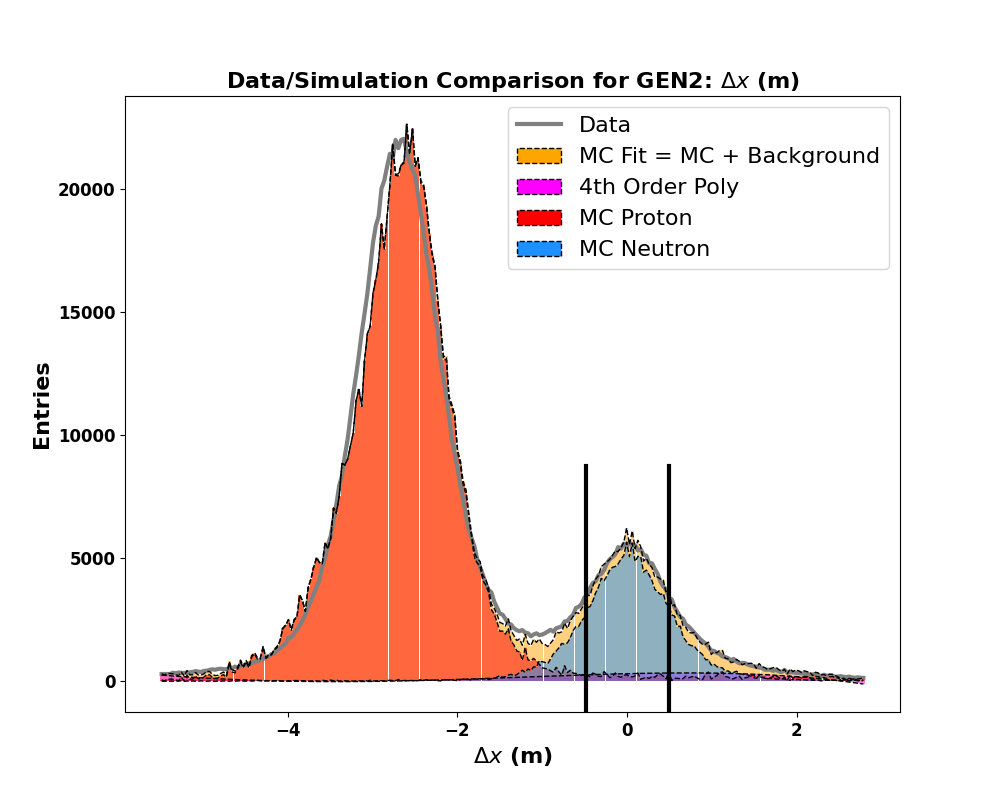 Data/Simulation Comparison for GEN2: Δx (m)
Data
MC Fit = MC + Background
4th Order Poly
MC Proton
MC Neutron
Entries
20000
15000
10000
5000
0
−4
−2
0
2
Δx (m)